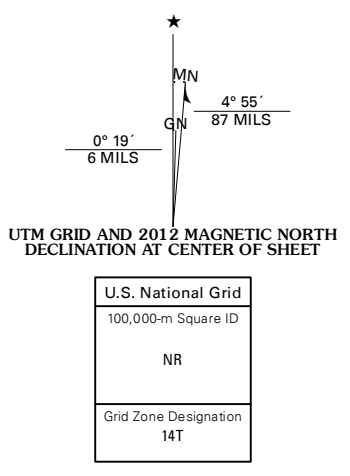 ★
MN
GN
4° 55´
87 MILS
0° 19´
6 MILS
UTM GRID AND 2012 MAGNETIC NORTH
DECLINATION AT CENTER OF SHEET
U.S. National Grid
100,000-m Square ID
NR
Grid Zone Designation
14T